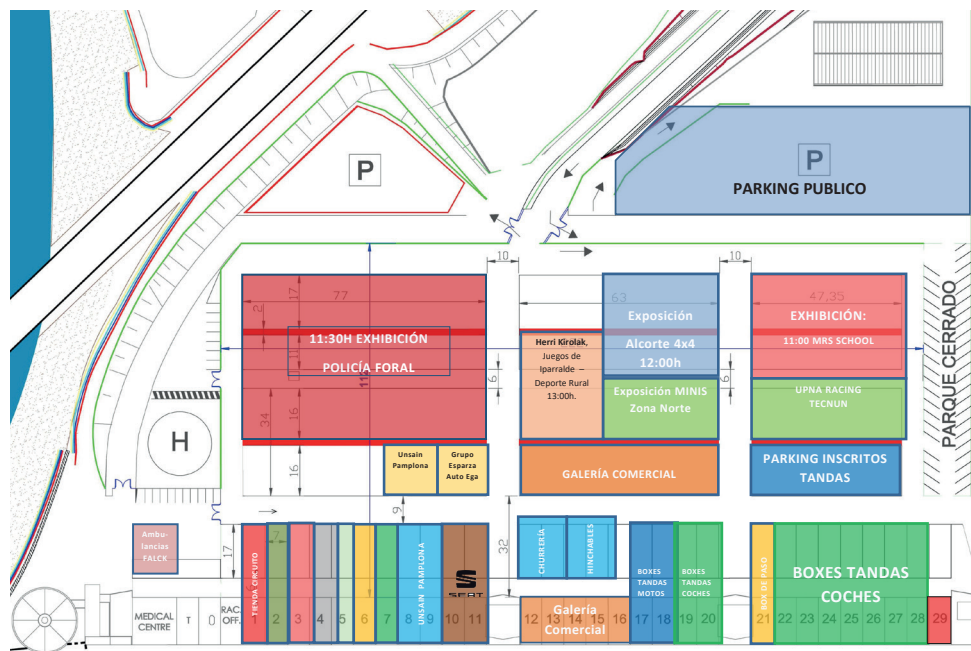 P
P
PARKING PUBLICO
10
10
17
77
2
63
47,35
11:30H EXHIBICIÓN
POLICÍA FORAL
11
34
16
16
Herri Kirolak,
Juegos de
Iparralde –
Deporte Rural
13:00h.
6
Exposición
Alcorte 4x4
12:00h
Exposición MINIS
Zona Norte
6
EXHIBICIÓN:
11:00 MRS SCHOOL
UPNA RACING
TECNUN
PARQUE CERRADO
H
Unsain
Pamplona
Grupo
Esparza
Auto Ega
GALERÍA COMERCIAL
PARKING INSCRITOS
TANDAS
9
32
17
7
Ambu-
lancias
FALCK
TIENDA CIRCUITO
UNSAIN PAMPLONA
SEAT
CHURRERÍA
HINCHABLES
BOXES
TANDAS
MOTOS
BOXES
TANDAS
COCHES
BOX DE PASO
BOXES TANDAS
COCHES
MEDICAL
CENTRE
T
0
RAC.
OFF.
1 2 3 4 5 6 7 8 9 10 11
Galería
Comercial
12 13 14 15 16 17 18 19 20
21 22 23 24 25 26 27 28 29